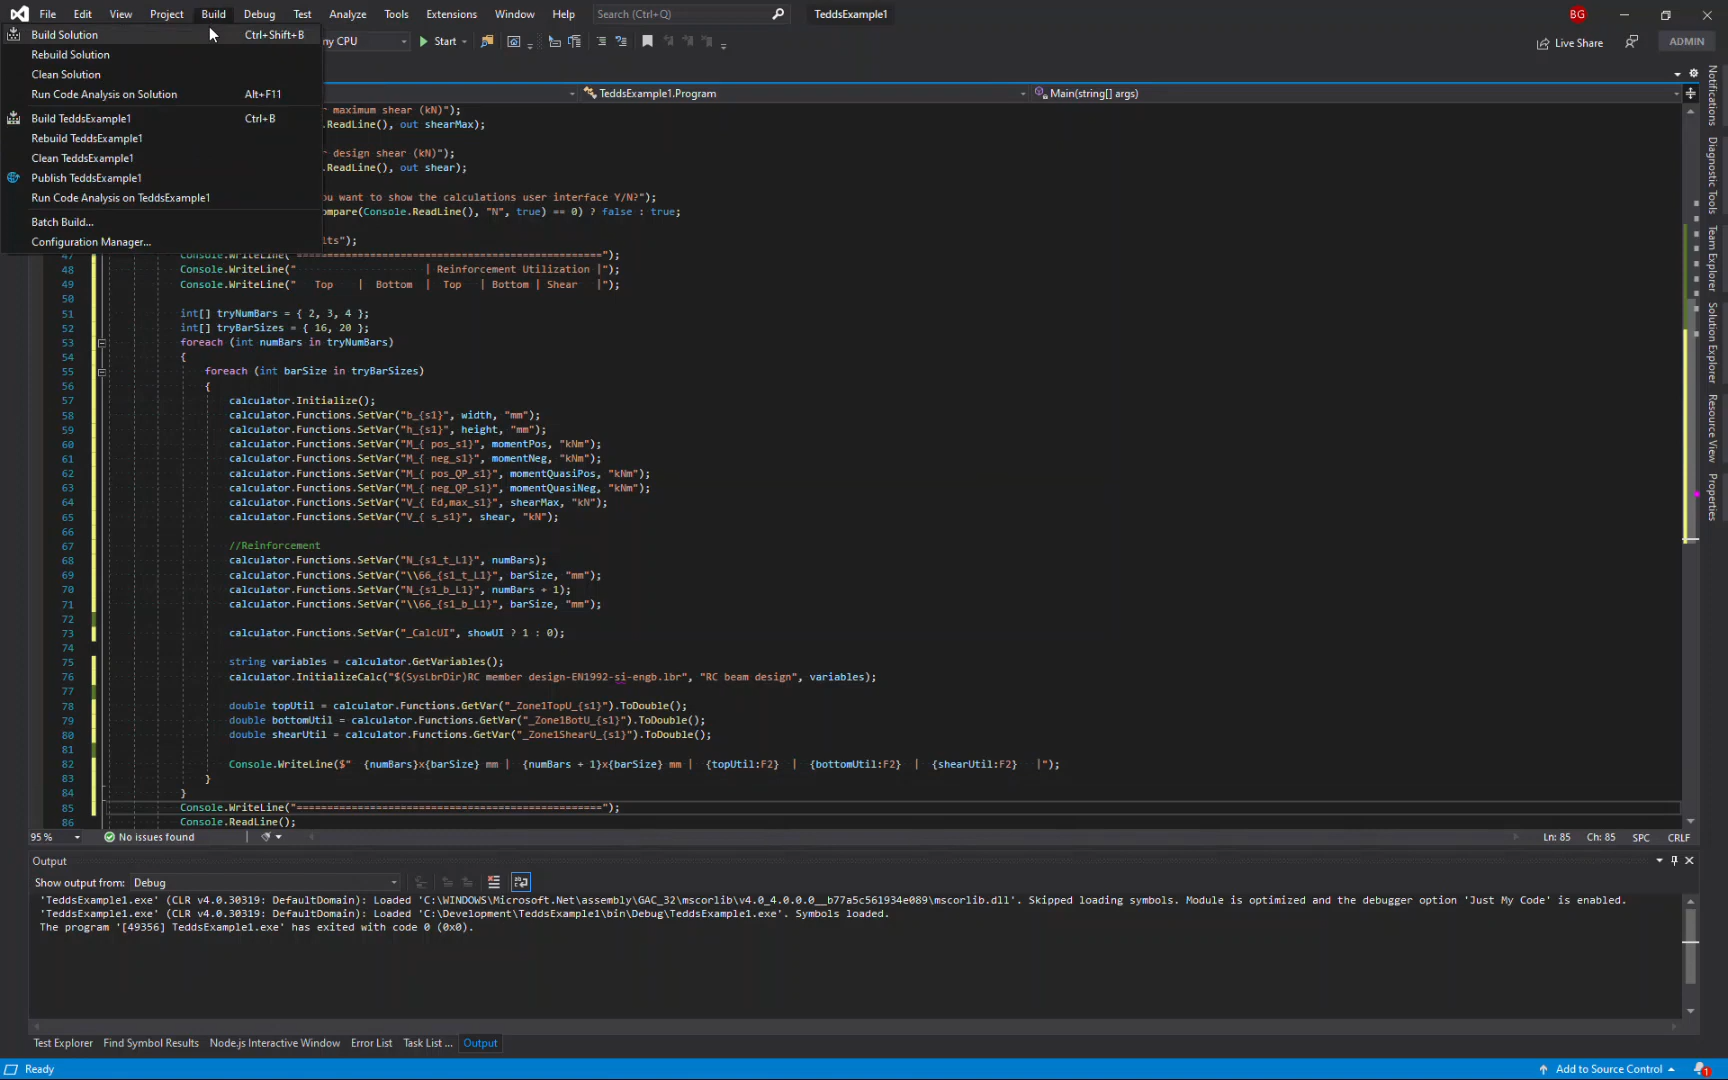 File Edit View Project Build Debug Test Analyze Tools Extensions Window Help Search (Ctrl+Q) TeddsExample1 BG
Build Solution Ctrl+Shift+B
Rebuild Solution
Clean Solution
Run Code Analysis on Solution Alt+F11
Build TeddsExample1 Ctrl+B
Rebuild TeddsExample1
Clean TeddsExample1
Publish TeddsExample1
Run Code Analysis on TeddsExample1
Batch Build...
Configuration Manager...
ny CPU Start Live Share ADMIN
TeddsExample1.Program Main(string[] args)
r maximum shear (kN)");
.ReadLine(), out shearMax);
r design shear (kN)");
.ReadLine(), out shear);
ou want to show the calculations user interface Y/N?");
ompare(Console.ReadLine(), "N", true) == 0) ? false : true;
lts");
47 Console.WriteLine("==================================================");
48 Console.WriteLine(" | Reinforcement Utilization |");
49 Console.WriteLine(" Top | Bottom | Top | Bottom | Shear |");
50
51 int[] tryNumBars = { 2, 3, 4 };
52 int[] tryBarSizes = { 16, 20 };
53 foreach (int numBars in tryNumBars)
54 {
55 foreach (int barSize in tryBarSizes)
56 {
57 calculator.Initialize();
58 calculator.Functions.SetVar("b_{s1}", width, "mm");
59 calculator.Functions.SetVar("h_{s1}", height, "mm");
60 calculator.Functions.SetVar("M_{ pos_s1}", momentPos, "kNm");
61 calculator.Functions.SetVar("M_{ neg_s1}", momentNeg, "kNm");
62 calculator.Functions.SetVar("M_{ pos_QP_s1}", momentQuasiPos, "kNm");
63 calculator.Functions.SetVar("M_{ neg_QP_s1}", momentQuasiNeg, "kNm");
64 calculator.Functions.SetVar("V_{ Ed,max_s1}", shearMax, "kN");
65 calculator.Functions.SetVar("V_{ s_s1}", shear, "kN");
66
67 //Reinforcement
68 calculator.Functions.SetVar("N_{s1_t_L1}", numBars);
69 calculator.Functions.SetVar("\\66_{s1_t_L1}", barSize, "mm");
70 calculator.Functions.SetVar("N_{s1_b_L1}", numBars + 1);
71 calculator.Functions.SetVar("\\66_{s1_b_L1}", barSize, "mm");
72
73 calculator.Functions.SetVar("_CalcUI", showUI ? 1 : 0);
74
75 string variables = calculator.GetVariables();
76 calculator.InitializeCalc("$(SysLbrDir)RC member design-EN1992-si-engb.lbr", "RC beam design", variables);
77
78 double topUtil = calculator.Functions.GetVar("_Zone1TopU_{s1}").ToDouble();
79 double bottomUtil = calculator.Functions.GetVar("_Zone1BotU_{s1}").ToDouble();
80 double shearUtil = calculator.Functions.GetVar("_Zone1ShearU_{s1}").ToDouble();
81
82 Console.WriteLine($" {numBars}x{barSize} mm | {numBars + 1}x{barSize} mm | {topUtil:F2} | {bottomUtil:F2} | {shearUtil:F2} |");
83 }
84 }
85 Console.WriteLine("==================================================");
86 Console.ReadLine();
95 % No issues found Ln: 85 Ch: 85 SPC CRLF
Output
Show output from: Debug
'TeddsExample1.exe' (CLR v4.0.30319: DefaultDomain): Loaded 'C:\WINDOWS\Microsoft.Net\assembly\GAC_32\mscorlib\v4.0_4.0.0.0__b77a5c561934e089\mscorlib.dll'. Skipped loading symbols. Module is optimized and the debugger option 'Just My Code' is enabled.
'TeddsExample1.exe' (CLR v4.0.30319: DefaultDomain): Loaded 'C:\Development\TeddsExample1\bin\Debug\TeddsExample1.exe'. Symbols loaded.
The program '[49356] TeddsExample1.exe' has exited with code 0 (0x0).
Test Explorer Find Symbol Results Node.js Interactive Window Error List Task List ... Output
Ready Add to Source Control 1
Notifications
Diagnostic Tools
Team Explorer
Solution Explorer
Resource View
Properties